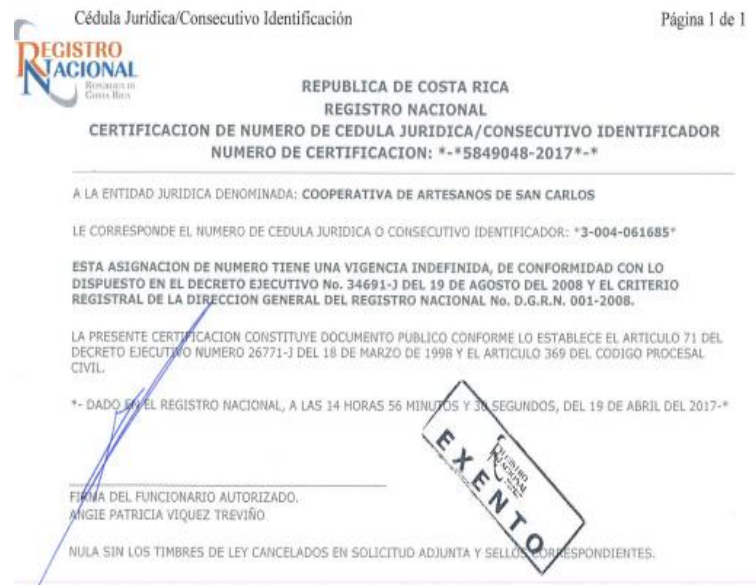 Cédula Jurídica/Consecutivo Identificación
Página 1 de 1
REGISTRO
NACIONAL
REPUBLICA DE
COSTA RICA
REPUBLICA DE COSTA RICA
REGISTRO NACIONAL
CERTIFICACION DE NUMERO DE CEDULA JURIDICA/CONSECUTIVO IDENTIFICADOR
NUMERO DE CERTIFICACION: *-*5849048-2017*-*
A LA ENTIDAD JURIDICA DENOMINADA: COOPERATIVA DE ARTESANOS DE SAN CARLOS
LE CORRESPONDE EL NUMERO DE CEDULA JURIDICA O CONSECUTIVO IDENTIFICADOR: *3-004-061685*
ESTA ASIGNACION DE NUMERO TIENE UNA VIGENCIA INDEFINIDA, DE CONFORMIDAD CON LO
DISPUESTO EN EL DECRETO EJECUTIVO No. 34691-J DEL 19 DE AGOSTO DEL 2008 Y EL CRITERIO
REGISTRAL DE LA DIRECCION GENERAL DEL REGISTRO NACIONAL No. D.G.R.N. 001-2008.
LA PRESENTE CERTIFICACION CONSTITUYE DOCUMENTO PUBLICO CONFORME LO ESTABLECE EL ARTICULO 71 DEL
DECRETO EJECUTIVO NUMERO 26771-J DEL 18 DE MARZO DE 1998 Y EL ARTICULO 369 DEL CODIGO PROCESAL
CIVIL.
*- DADO EN EL REGISTRO NACIONAL, A LAS 14 HORAS 56 MINUTOS Y 30 SEGUNDOS, DEL 19 DE ABRIL DEL 2017-*
REGISTRO
NACIONAL
EXENTO
FIRMA DEL FUNCIONARIO AUTORIZADO.
ANGIE PATRICIA VIQUEZ TREVIÑO
NULA SIN LOS TIMBRES DE LEY CANCELADOS EN SOLICITUD ADJUNTA Y SELLOS CORRESPONDIENTES.